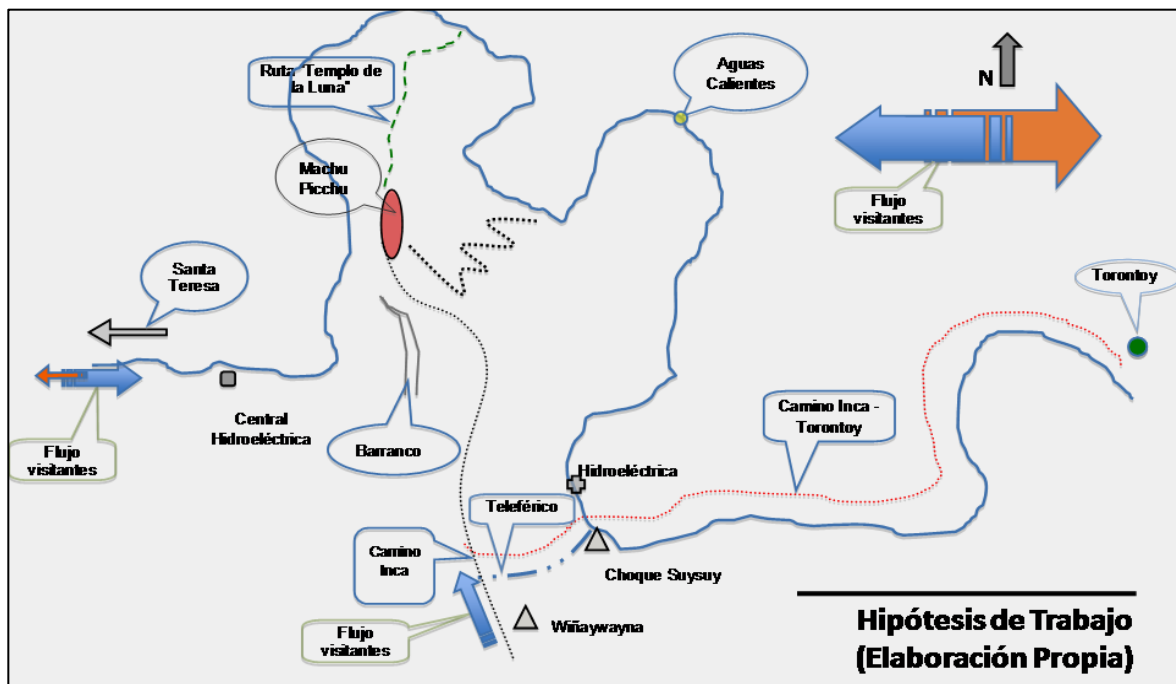 Ruta "Templo de
la Luna"
Aguas
Calientes
N
Machu
Picchu
Flujo
visitantes
Santa
Teresa
Torontoy
Central
Hidroeléctrica
Barranco
Camino Inca -
Torontoy
Flujo
visitantes
Hidroeléctrica
Teleférico
Camino
Inca
Choque Suysuy
Flujo
visitantes
Wiñaywayna
Hipótesis de Trabajo
(Elaboración Propia)